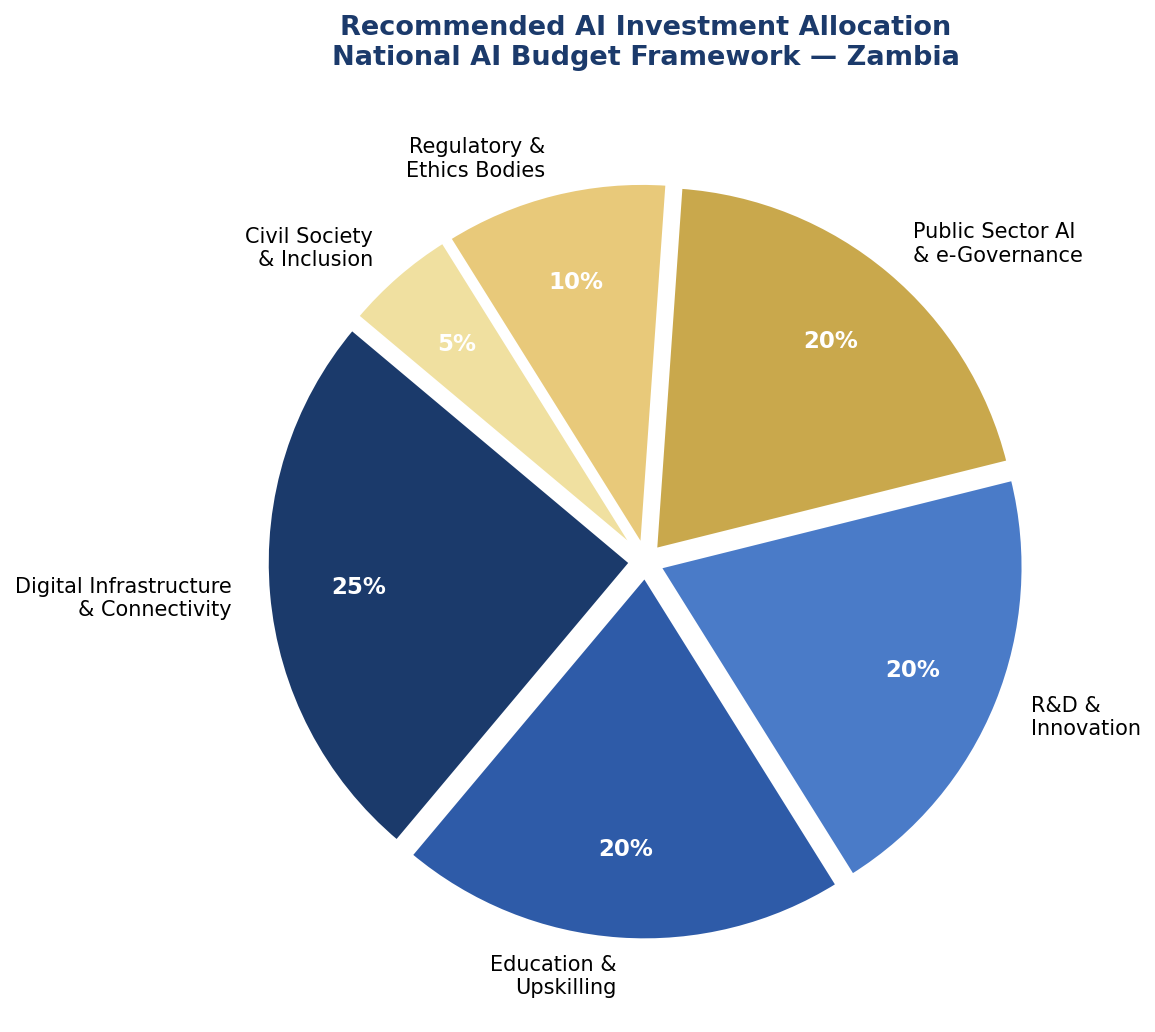 Recommended AI Investment Allocation
National AI Budget Framework — Zambia
Regulatory &
Ethics Bodies
Civil Society
& Inclusion
Public Sector AI
& e-Governance
10%
5%
20%
Digital Infrastructure
& Connectivity
25%
20%
R&D &
Innovation
20%
Education &
Upskilling